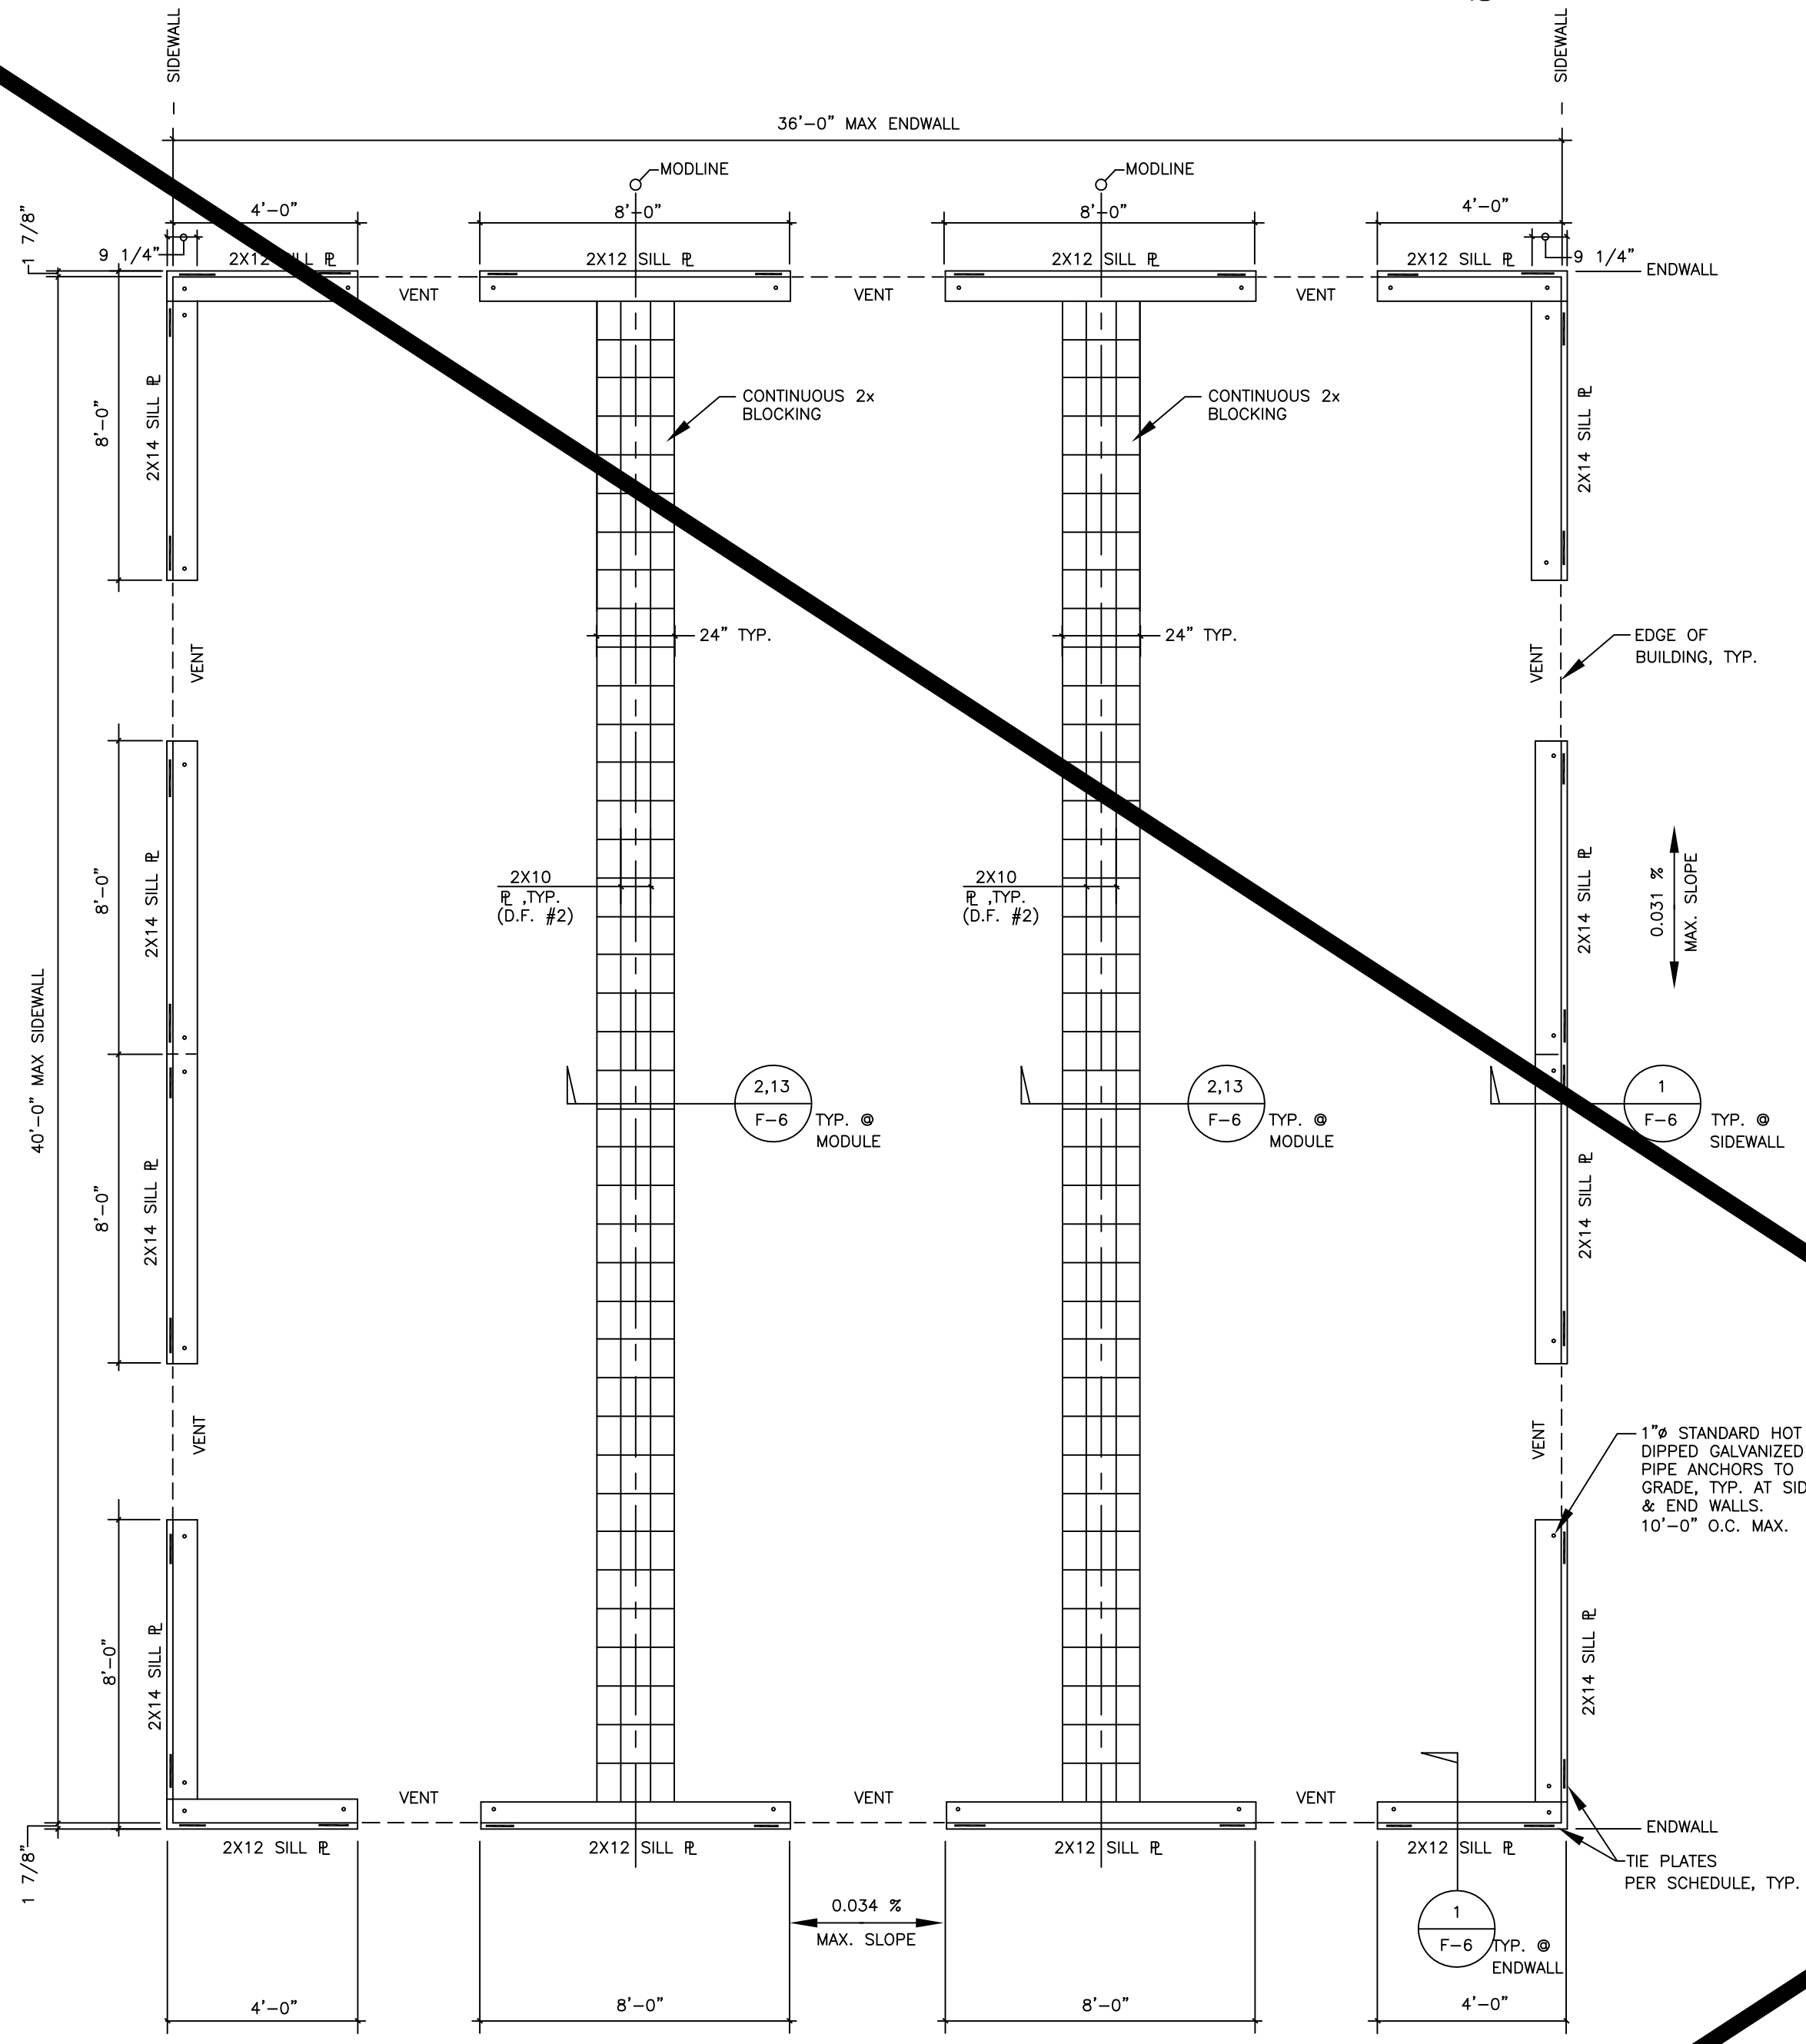 SIDEWALL
SIDEWALL
36'-0" MAX ENDWALL
MODLINE
MODLINE
4'-0"
8'-0"
8'-0"
4'-0"
1 7/8"
9 1/4"
9 1/4"
2X12 SILL PL
2X12 SILL PL
2X12 SILL PL
2X12 SILL PL
ENDWALL
VENT
VENT
VENT
8'-0"
2X14 SILL PL
CONTINUOUS 2x
BLOCKING
CONTINUOUS 2x
BLOCKING
2X14 SILL PL
24" TYP.
24" TYP.
VENT
VENT
EDGE OF
BUILDING, TYP.
8'-0"
2X14 SILL PL
2X10
PL ,TYP.
(D.F. #2)
2X10
PL ,TYP.
(D.F. #2)
2X14 SILL PL
0.031 %
MAX. SLOPE
40'-0" MAX SIDEWALL
2,13
F-6
TYP. @
MODULE
2,13
F-6
TYP. @
MODULE
1
F-6
TYP. @
SIDEWALL
8'-0"
2X14 SILL PL
2X14 SILL PL
VENT
VENT
1"ø STANDARD HOT
DIPPED GALVANIZED
PIPE ANCHORS TO
GRADE, TYP. AT SID
& END WALLS.
10'-0" O.C. MAX.
8'-0"
2X14 SILL PL
2X14 SILL PL
VENT
VENT
VENT
1 7/8"
2X12 SILL PL
2X12 SILL PL
2X12 SILL PL
2X12 SILL PL
ENDWALL
TIE PLATES
PER SCHEDULE, TYP.
0.034 %
MAX. SLOPE
1
F-6
TYP. @
ENDWALL
4'-0"
8'-0"
8'-0"
4'-0"